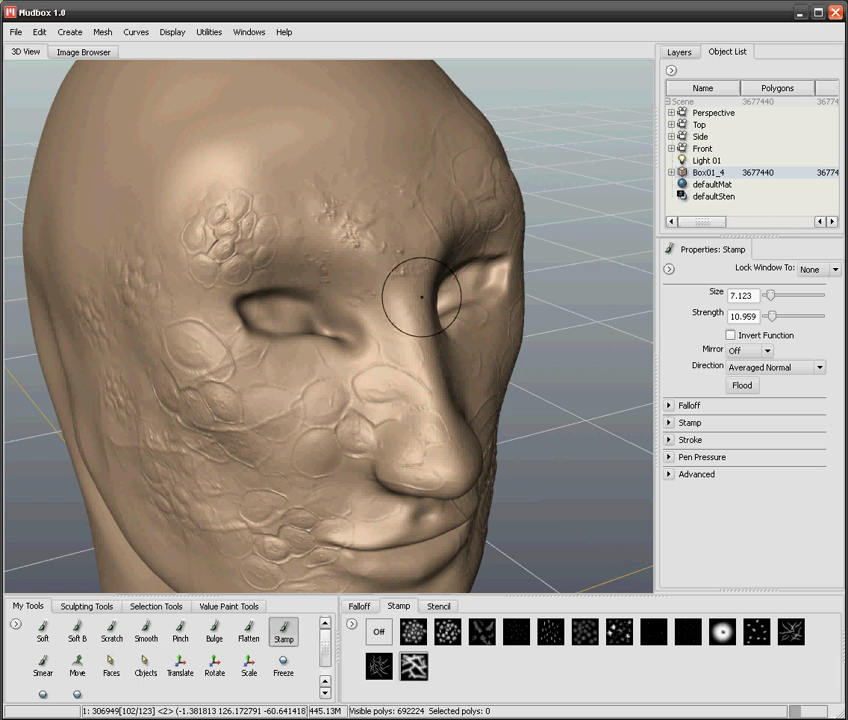 Mudbox 1.0
File Edit Create Mesh Curves Display Utilities Windows Help
3D View Image Browser
Layers Object List
Name Polygons
Scene 3677440 36774
Perspective
Top
Side
Front
Light 01
Box01_4 3677440 36774
defaultMat
defaultSten
Properties: Stamp
Lock Window To: None
Size 7.123
Strength 10.959
Invert Function
Mirror Off
Direction Averaged Normal
Flood
Falloff
Stamp
Stroke
Pen Pressure
Advanced
My Tools Sculpting Tools Selection Tools Value Paint Tools
Soft Soft B Scratch Smooth Pinch Bulge Flatten Stamp
Smear Move Faces Objects Translate Rotate Scale Freeze
Falloff Stamp Stencil
Off
1: 306949[102/123] <2> (-1.381813 126.172791 -60.641418) 445.13M Visible polys: 692224 Selected polys: 0